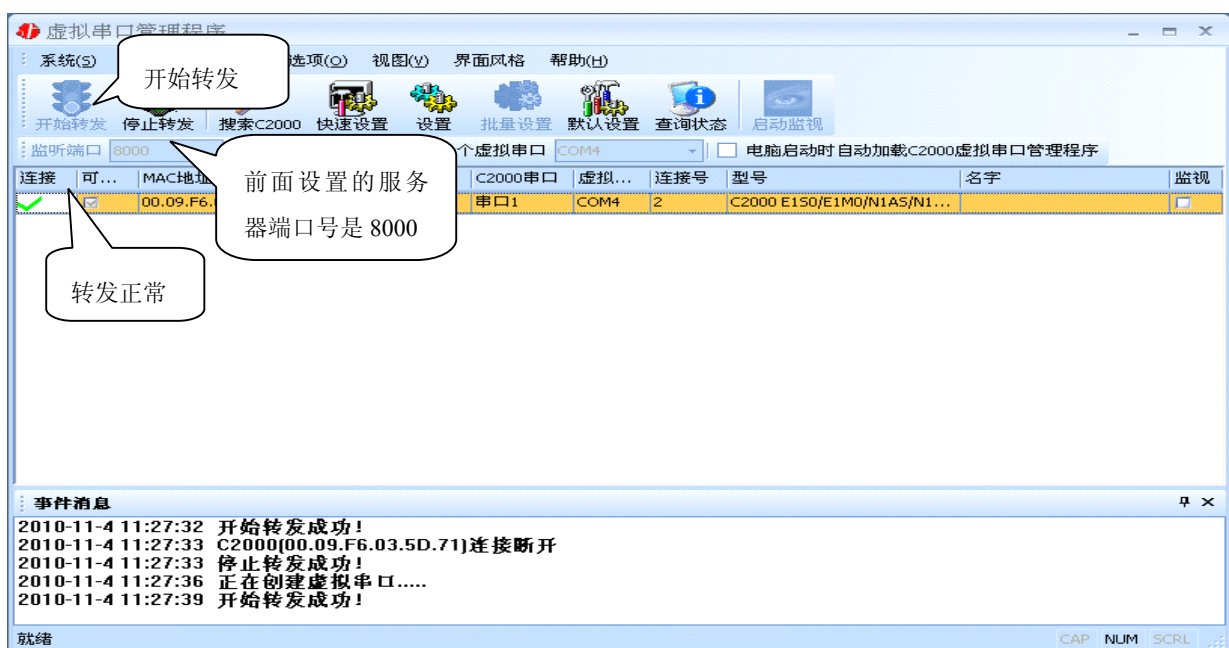 虚拟串口管理程序
系统(S) 选项(O) 视图(V) 界面风格 帮助(H)
开始转发
开始转发 停止转发 搜索C2000 快速设置 设置 批量设置 默认设置 查询状态 启动监视
监听端口 8000 个虚拟串口 COM4 电脑启动时自动加载C2000虚拟串口管理程序
前面设置的服务
器端口号是 8000
连接 可... MAC地址 C2000串口 虚拟... 连接号 型号 名字 监视
00.09.F6. 串口1 COM4 2 C2000 E1S0/E1M0/N1A5/N1...
转发正常
事件消息
2010-11-4 11:27:32 开始转发成功!
2010-11-4 11:27:33 C2000(00.09.F6.03.5D.71)连接断开
2010-11-4 11:27:33 停止转发成功!
2010-11-4 11:27:36 正在创建虚拟串口.....
2010-11-4 11:27:39 开始转发成功!
就绪 CAP NUM SCRL